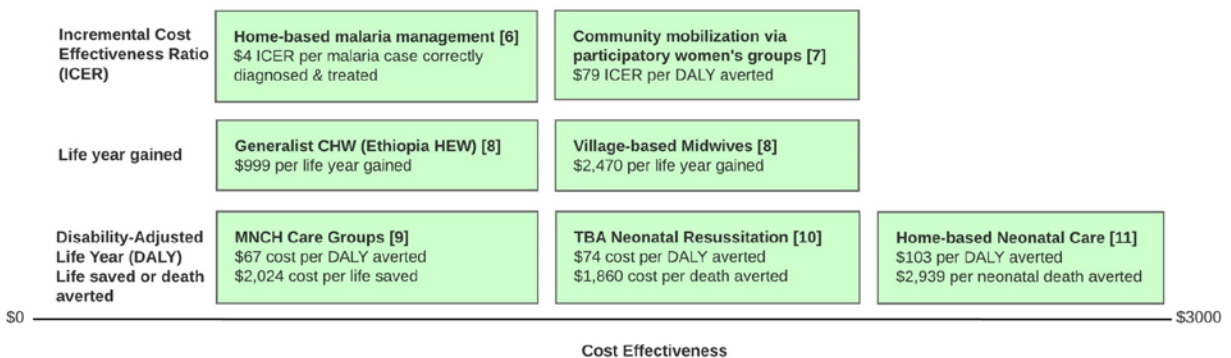 Incremental Cost
Effectiveness Ratio
(ICER)
Home-based malaria management [6]
$4 ICER per malaria case correctly
diagnosed & treated
Community mobilization via
participatory women's groups [7]
$79 ICER per DALY averted
Life year gained
Generalist CHW (Ethiopia HEW) [8]
$999 per life year gained
Village-based Midwives [8]
$2,470 per life year gained
Disability-Adjusted
Life Year (DALY)
Life saved or death
averted
MNCH Care Groups [9]
$67 cost per DALY averted
$2,024 cost per life saved
TBA Neonatal Resussitation [10]
$74 cost per DALY averted
$1,860 cost per death averted
Home-based Neonatal Care [11]
$103 per DALY averted
$2,939 per neonatal death averted
$0
$3000
Cost Effectiveness